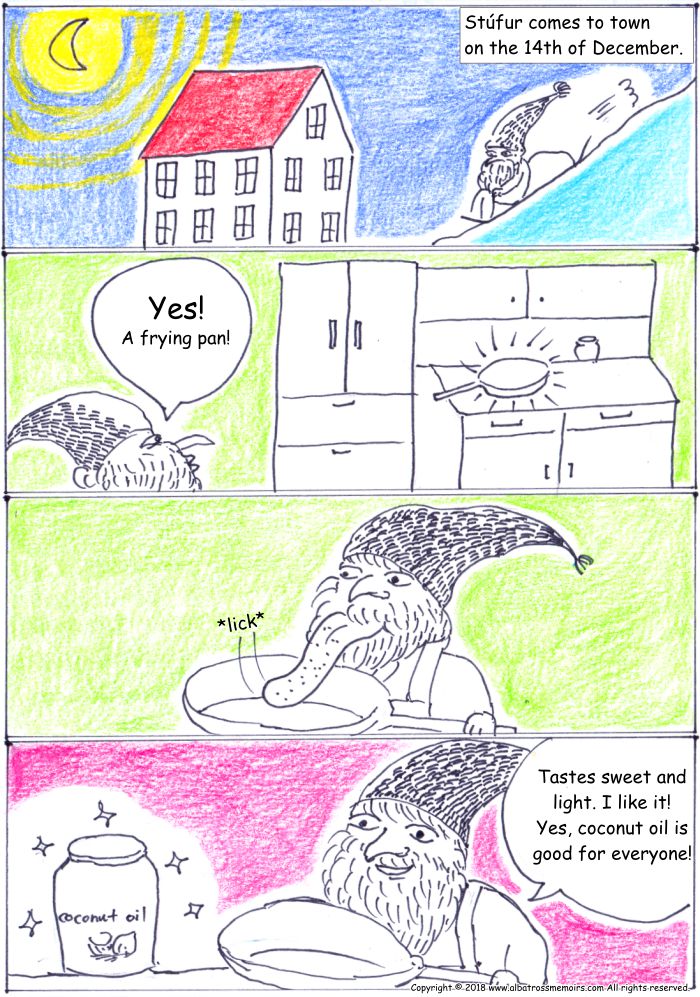 Stúfur comes to town
on the 14th of December.
Yes!
A frying pan!
*lick*
Tastes sweet and
light. I like it!
Yes, coconut oil is
good for everyone!
coconut oil
Copyright © 2018 www.albatrossmemoirs.com All rights reserved.